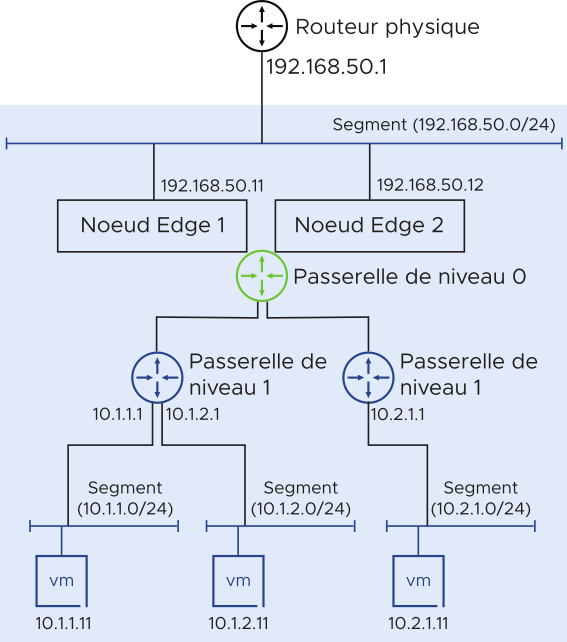 Routeur physique
192.168.50.1
Segment (192.168.50.0/24)
192.168.50.11
192.168.50.12
Noeud Edge 1
Noeud Edge 2
Passerelle de niveau 0
Passerelle de
niveau 1
Passerelle de
niveau 1
10.1.1.1
10.1.2.1
10.2.1.1
Segment
(10.1.1.0/24)
Segment
(10.1.2.0/24)
Segment
(10.2.1.0/24)
vm
vm
vm
10.1.1.11
10.1.2.11
10.2.1.11